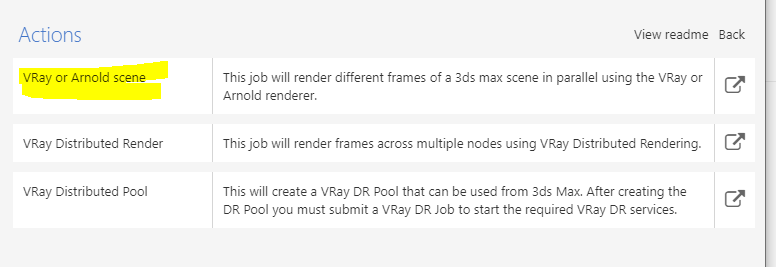 Actions
View readme Back
VRay or Arnold scene
This job will render different frames of a 3ds max scene in parallel using the VRay or
Arnold renderer.
VRay Distributed Render
This job will render frames across multiple nodes using VRay Distributed Rendering.
VRay Distributed Pool
This will create a VRay DR Pool that can be used from 3ds Max. After creating the
DR Pool you must submit a VRay DR Job to start the required VRay DR services.